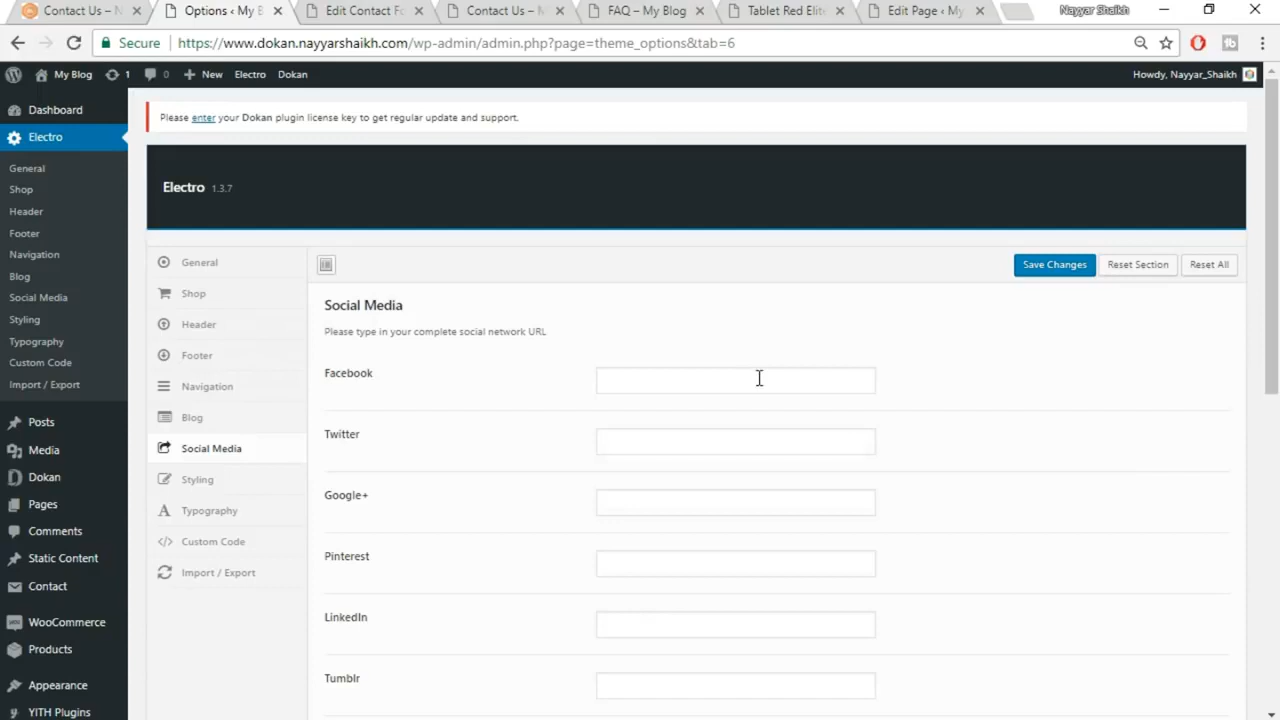 Contact Us –
Options ‹ My B
Edit Contact Fo
Contact Us –
FAQ – My Blog
Tablet Red Elite
Edit Page ‹ My
Nayyar Shaikh
Secure
https://www.dokan.nayyarshaikh.com/wp-admin/admin.php?page=theme_options&tab=6
My Blog
1
0
New
Electro
Dokan
Howdy, Nayyar_Shaikh
Dashboard
Electro
General
Shop
Header
Footer
Navigation
Blog
Social Media
Styling
Typography
Custom Code
Import / Export
Posts
Media
Dokan
Pages
Comments
Static Content
Contact
WooCommerce
Products
Appearance
YITH Plugins
Please enter your Dokan plugin license key to get regular update and support.
Electro 1.3.7
General
Shop
Header
Footer
Navigation
Blog
Social Media
Styling
Typography
Custom Code
Import / Export
Save Changes
Reset Section
Reset All
Social Media
Please type in your complete social network URL
Facebook
Twitter
Google+
Pinterest
LinkedIn
Tumblr